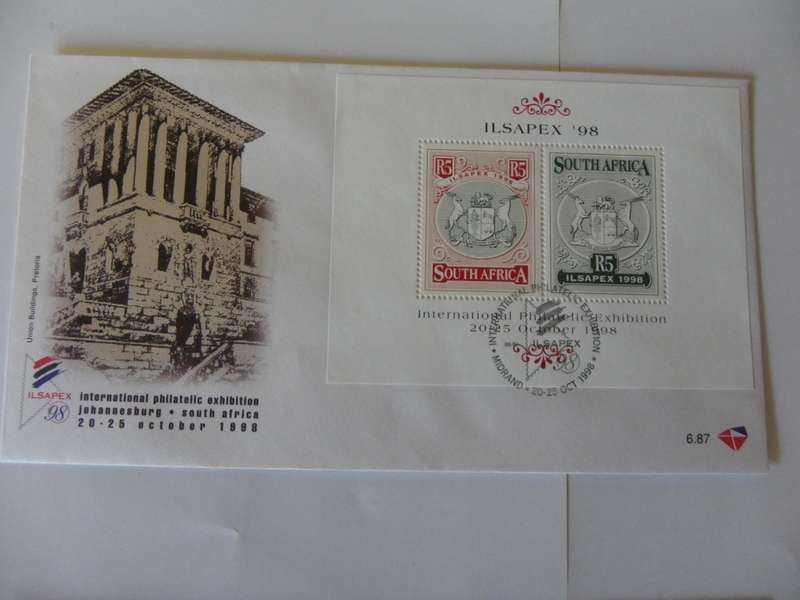 Union Buildings, Pretoria
ILSAPEX
98
international philatelic exhibition
johannesburg • south africa
20-25 october 1998
ILSAPEX '98
R5 R5
ILSAPEX 1998
SOUTH AFRICA
SOUTH AFRICA
R5
ILSAPEX 1998
International Philatelic Exhibition
20-25 October 1998
INTERNATIONAL PHILATELIC EXHIBITION
ILSAPEX
98
MIDRAND • 20-25 OCT 1998
6.87